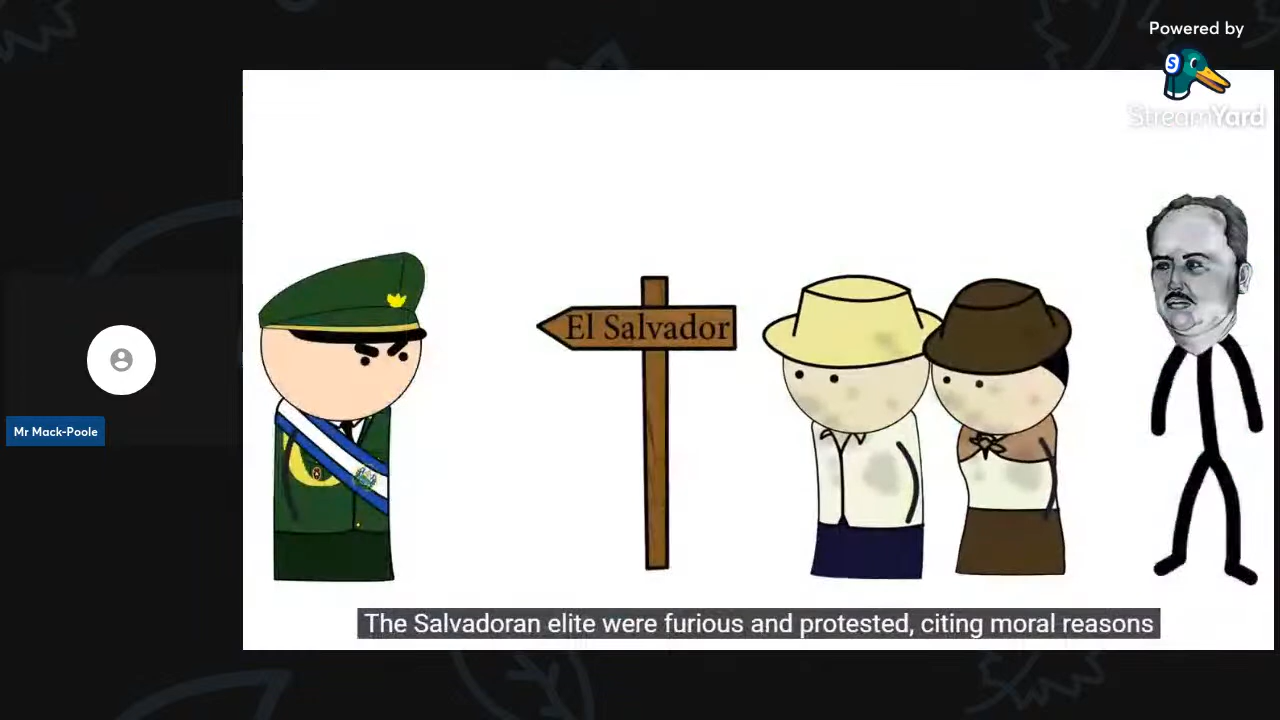 Powered by
S
StreamYard
El Salvador
Mr Mack-Poole
The Salvadoran elite were furious and protested, citing moral reasons